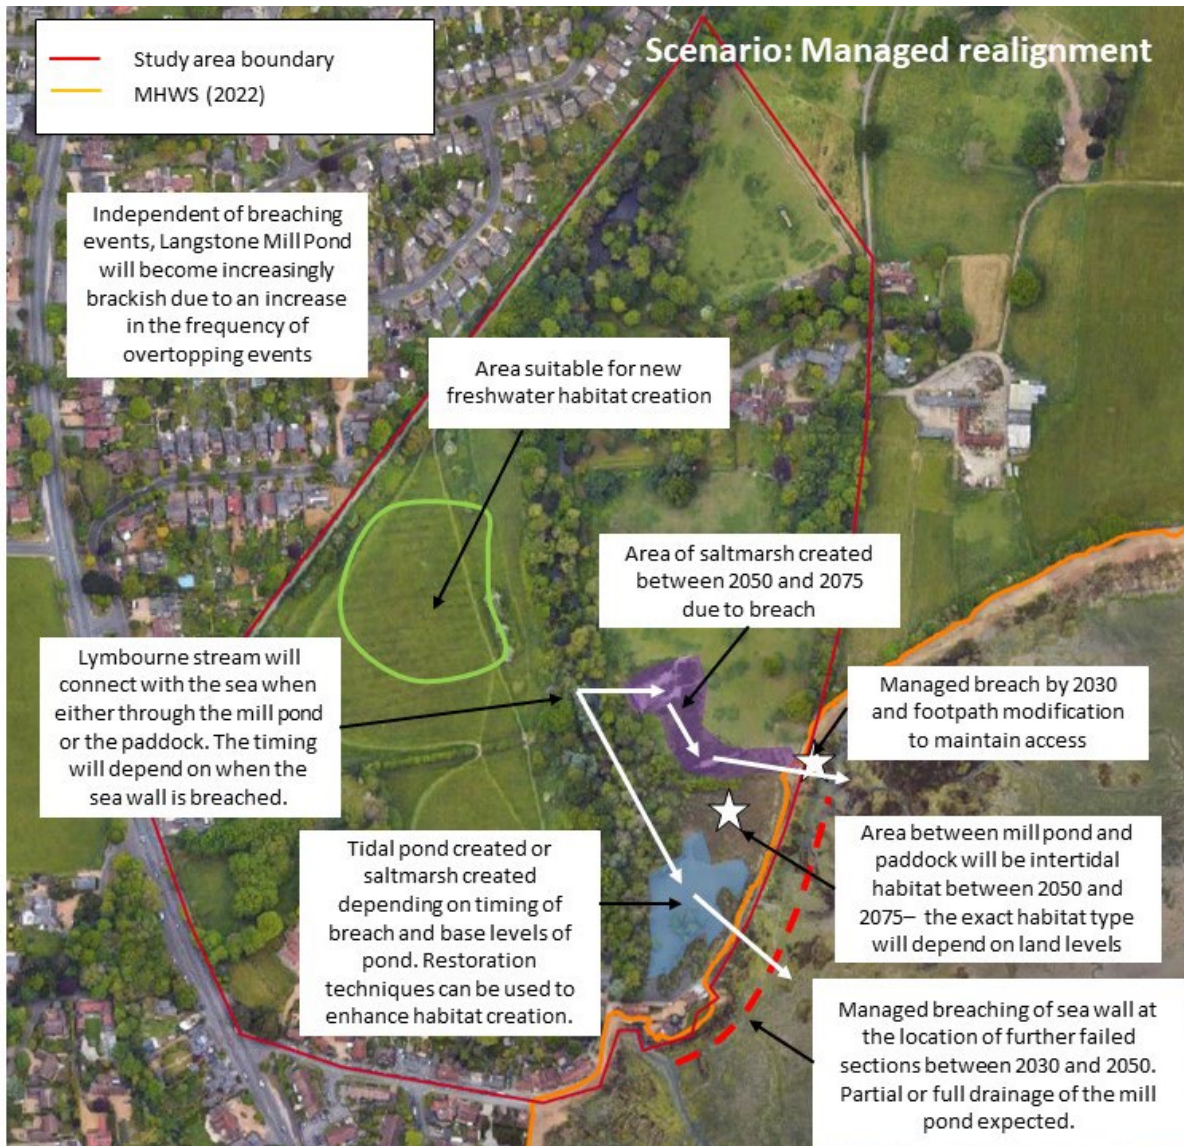 Scenario: Managed realignment
Study area boundary
MHWS (2022)
Independent of breaching
events, Langstone Mill Pond
will become increasingly
brackish due to an increase
in the frequency of
overtopping events
Area suitable for new
freshwater habitat creation
Area of saltmarsh created
between 2050 and 2075
due to breach
Lymbourne stream will
connect with the sea when
either through the mill pond
or the paddock. The timing
will depend on when the
sea wall is breached.
Managed breach by 2030
and footpath modification
to maintain access
Tidal pond created or
saltmarsh created
depending on timing of
breach and base levels of
pond. Restoration
techniques can be used to
enhance habitat creation.
Area between mill pond and
paddock will be intertidal
habitat between 2050 and
2075– the exact habitat type
will depend on land levels
Managed breaching of sea wall at
the location of further failed
sections between 2030 and 2050.
Partial or full drainage of the mill
pond expected.